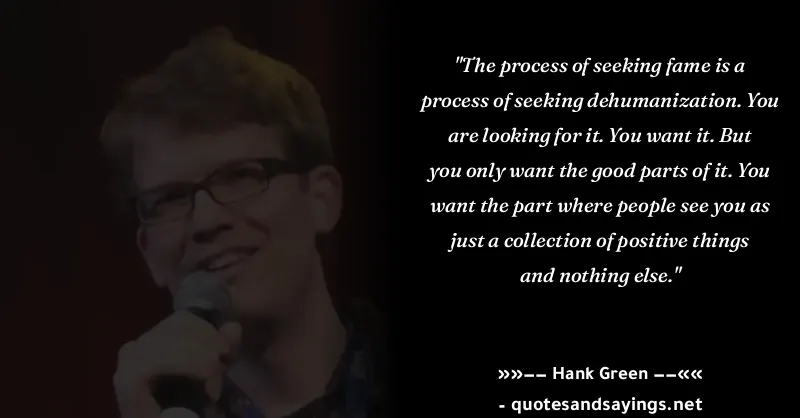 "The process of seeking fame is a
process of seeking dehumanization. You
are looking for it. You want it. But
you only want the good parts of it. You
want the part where people see you as
just a collection of positive things
and nothing else."
»»—— Hank Green ——««
- quotesandsayings.net